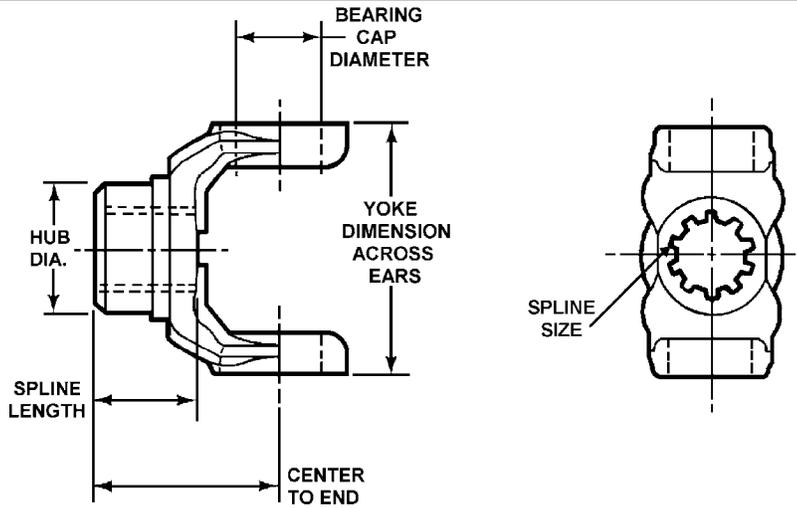 BEARING
CAP
DIAMETER
HUB
DIA.
YOKE
DIMENSION
ACROSS
EARS
SPLINE
SIZE
SPLINE
LENGTH
CENTER
TO END